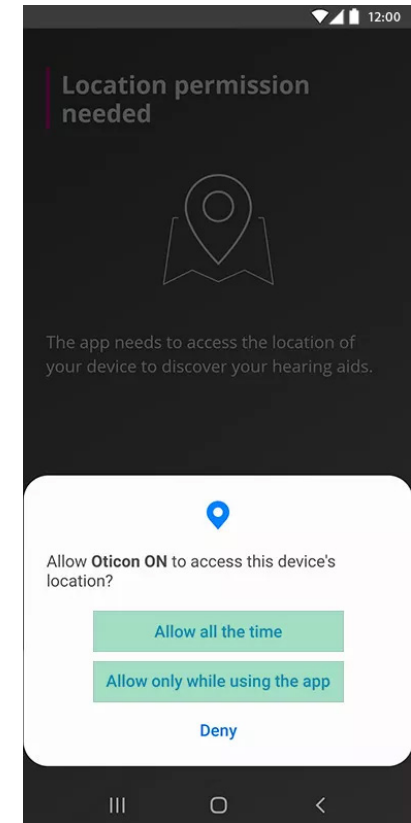 12:00
Location permission
needed
The app needs to access the location of
your device to discover your hearing aids.
Allow Oticon ON to access this device's
location?
Allow all the time
Allow only while using the app
Deny